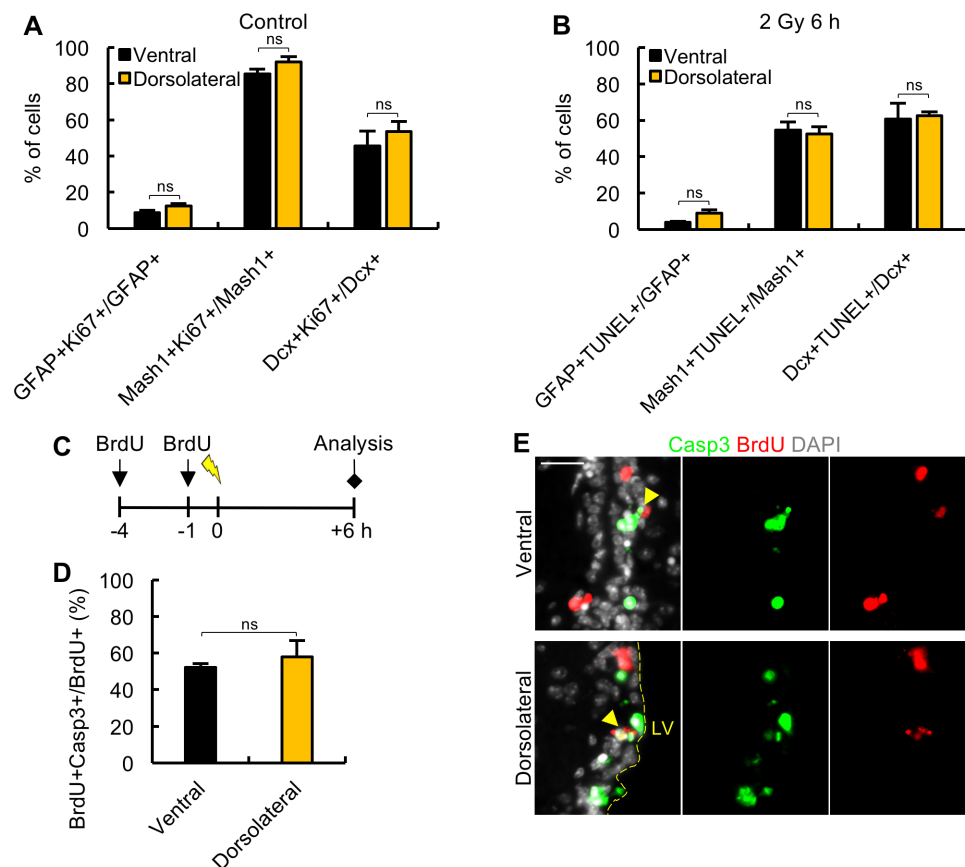 A
Control
% of cells
100
80
60
40
20
0
Ventral
Dorsolateral
ns
ns
ns
GFAP+Ki67+/GFAP+
Mash1+Ki67+/Mash1+
Dcx+Ki67+/Dcx+
B
2 Gy 6 h
% of cells
100
80
60
40
20
0
Ventral
Dorsolateral
ns
ns
ns
GFAP+TUNEL+/GFAP+
Mash1+TUNEL+/Mash1+
Dcx+TUNEL+/Dcx+
C
BrdU BrdU Analysis
-4 -1 0 +6 h
D
BrdU+Casp3+/BrdU+ (%)
100
80
60
40
20
0
ns
Ventral
Dorsolateral
E
Casp3 BrdU DAPI
Ventral
Dorsolateral
LV